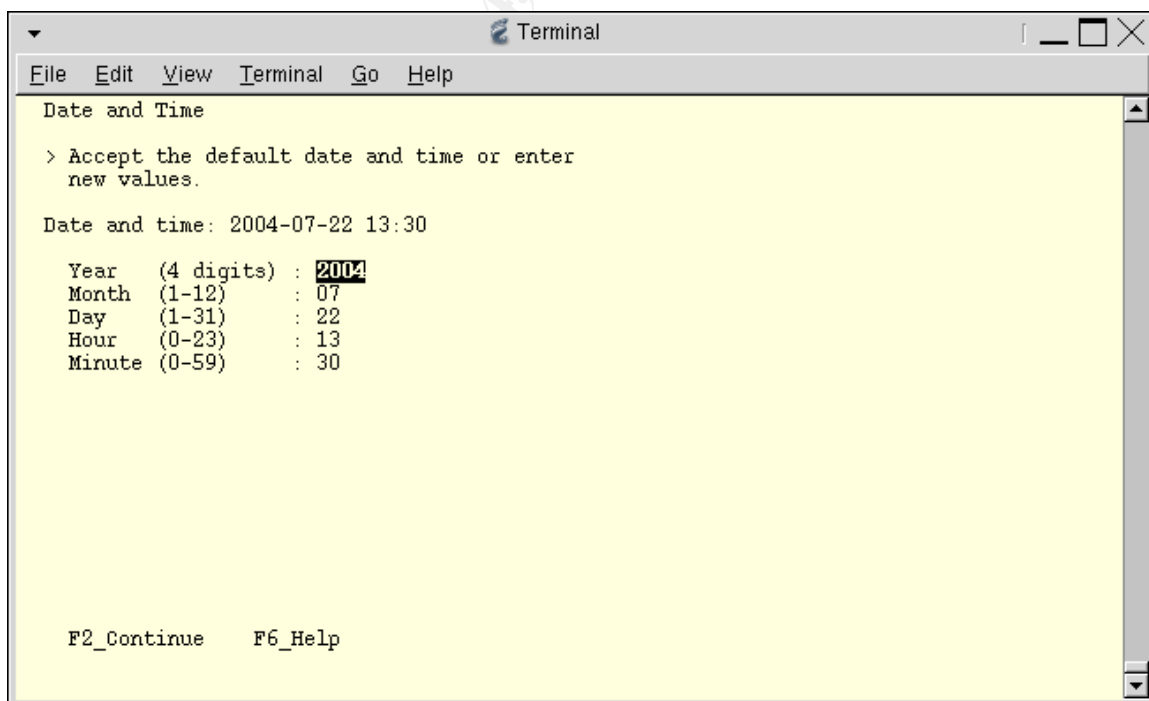 Terminal
File Edit View Terminal Go Help
Date and Time
> Accept the default date and time or enter
new values.
Date and time: 2004-07-22 13:30
Year (4 digits) : 2004
Month (1-12) : 07
Day (1-31) : 22
Hour (0-23) : 13
Minute (0-59) : 30
F2_Continue F6_Help